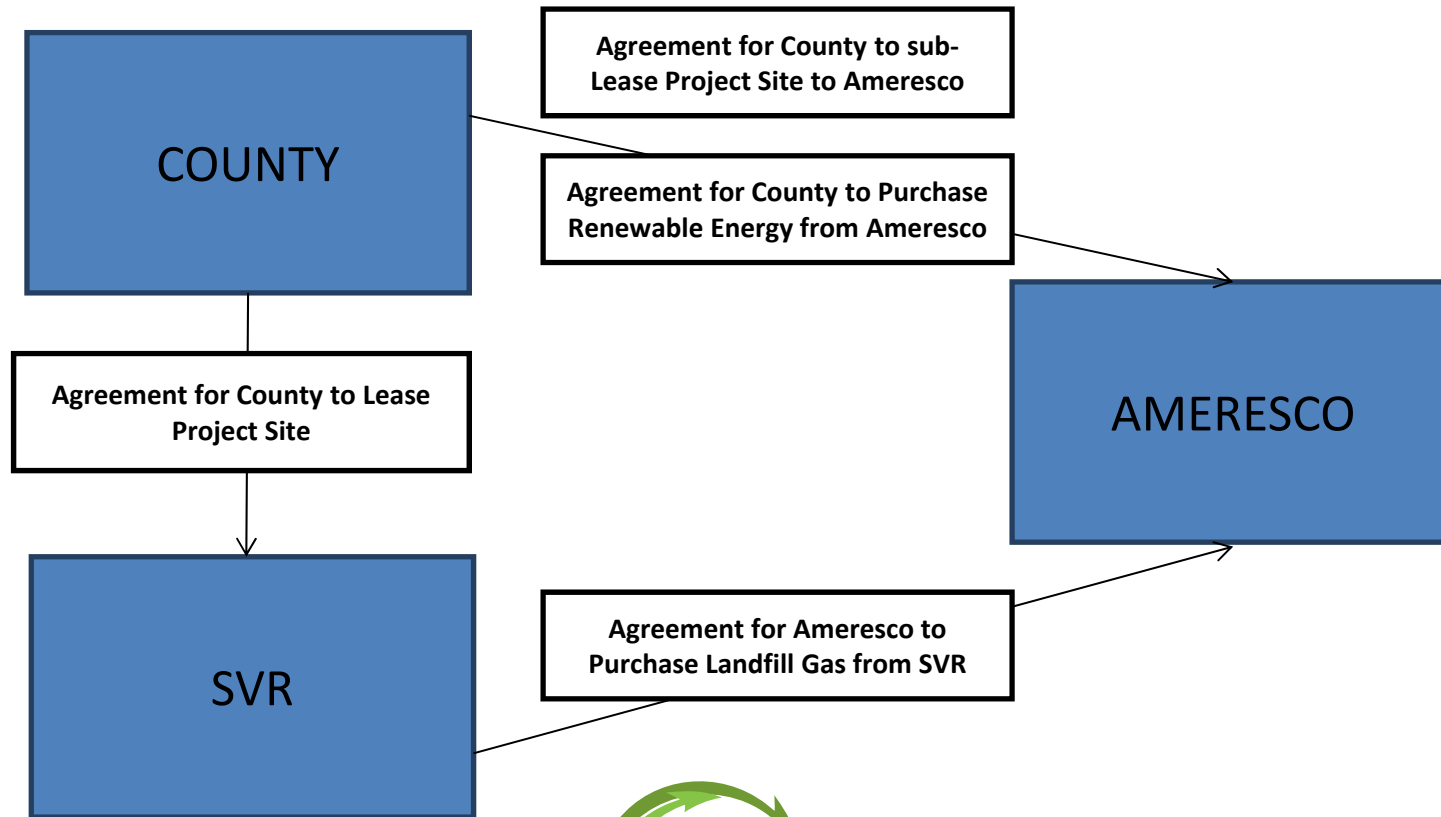 Agreement for County to sub-
Lease Project Site to Ameresco
COUNTY
Agreement for County to Purchase
Renewable Energy from Ameresco
Agreement for County to Lease
Project Site
AMERESCO
Agreement for Ameresco to
Purchase Landfill Gas from SVR
SVR